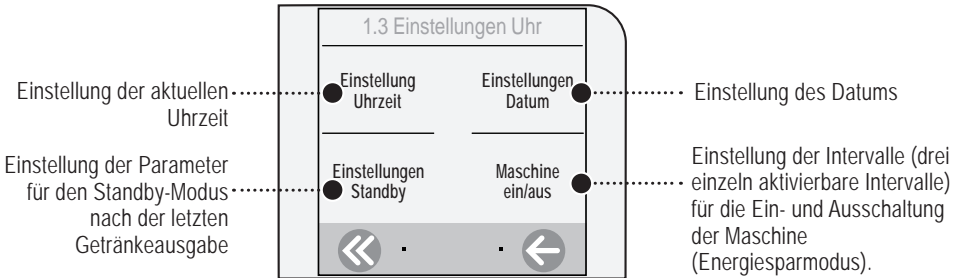 1.3 Einstellungen Uhr
Einstellung der aktuellen
Uhrzeit
Einstellung
Uhrzeit
Einstellungen
Datum
Einstellung des Datums
Einstellung der Parameter
für den Standby-Modus
nach der letzten
Getränkeausgabe
Einstellungen
Standby
Maschine
ein/aus
Einstellung der Intervalle (drei
einzeln aktivierbare Intervalle)
für die Ein- und Ausschaltung
der Maschine
(Energiesparmodus).